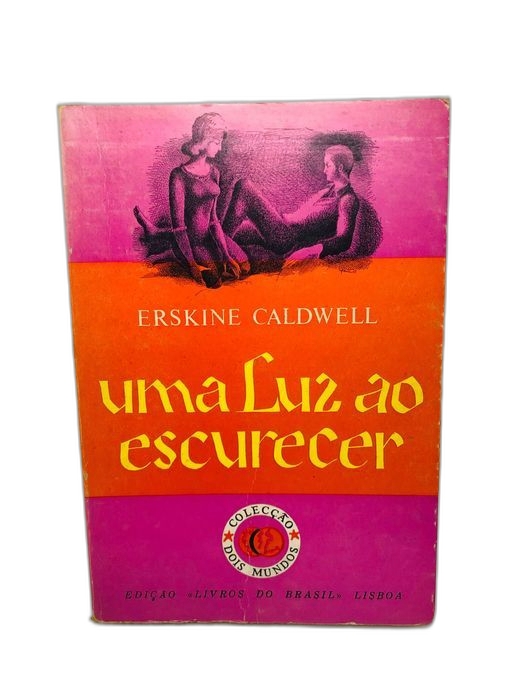 ERSKINE CALDWELL
uma Luz ao
escurecer
COLECÇÃO
DOIS MUNDOS
EDIÇÃO «LIVROS DO BRASIL» LISBOA